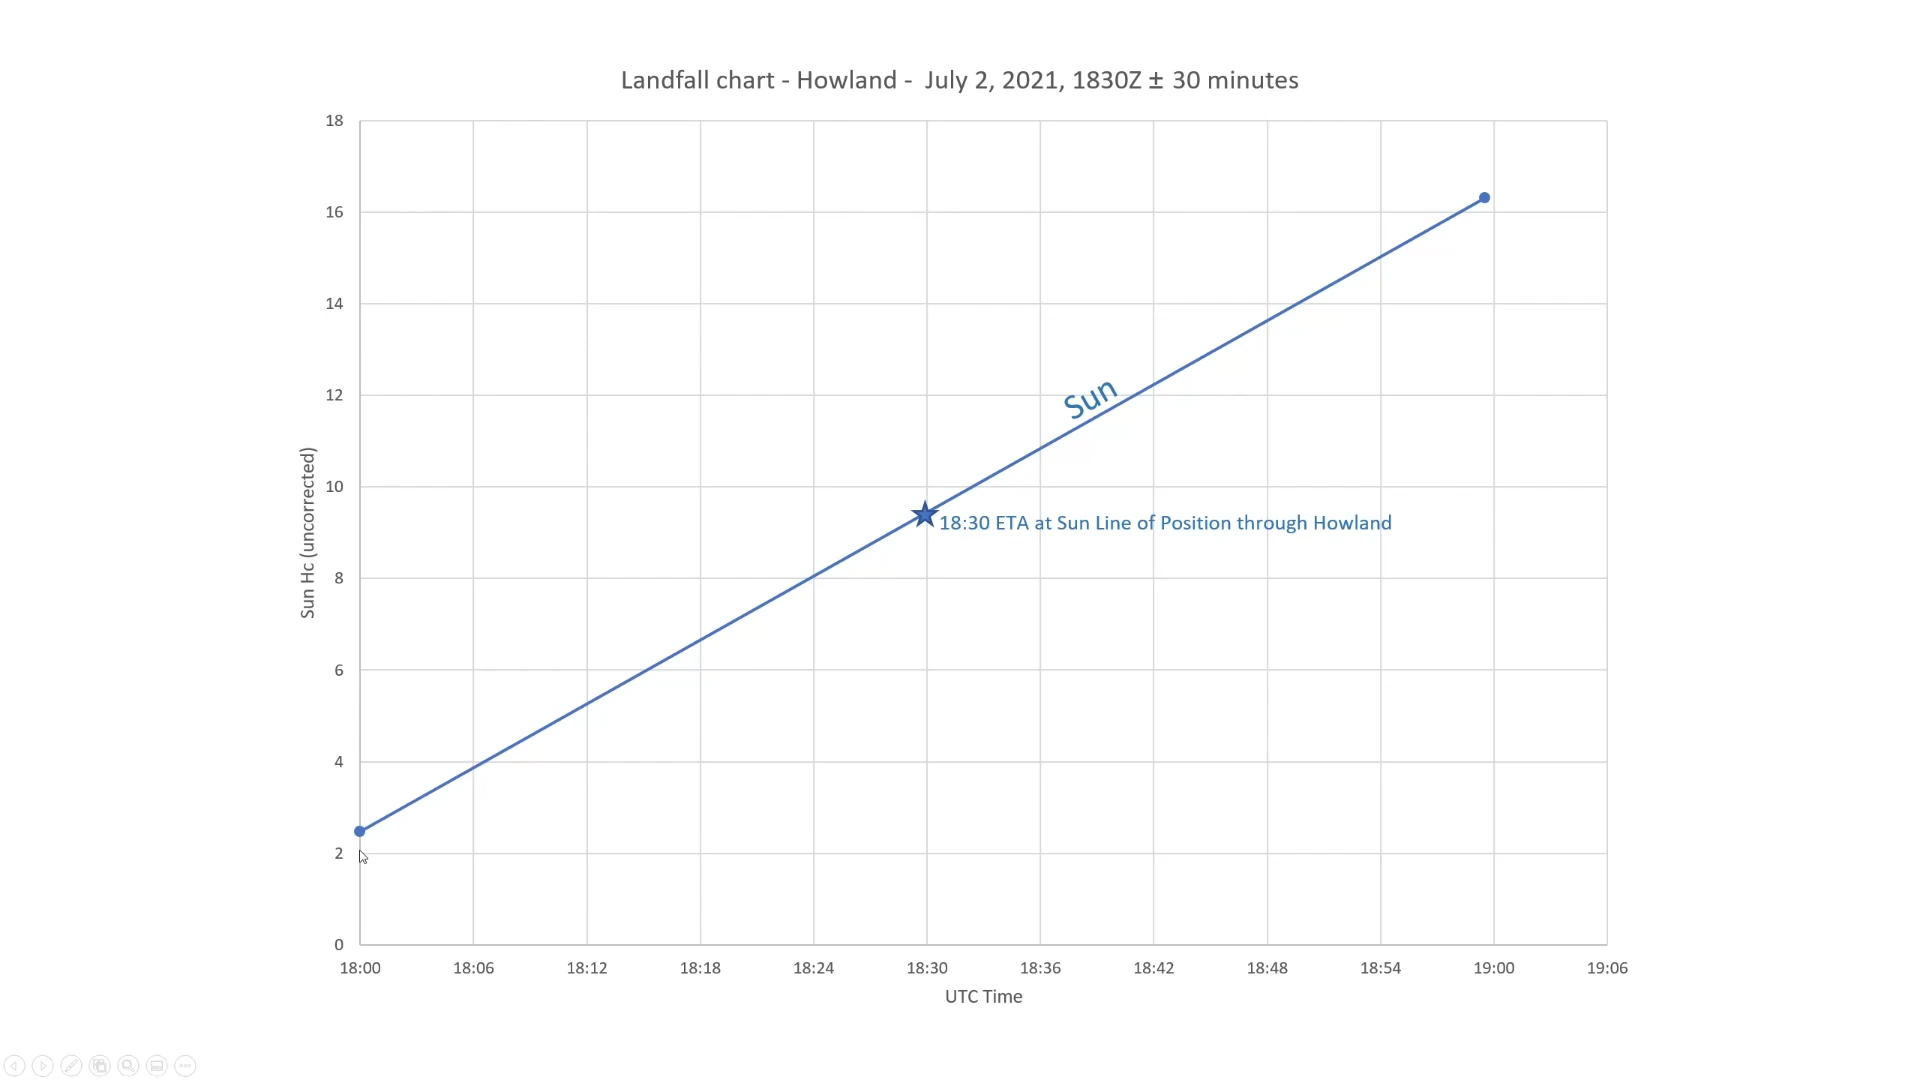 Landfall chart - Howland - July 2, 2021, 1830Z ± 30 minutes
18
16
14
12
10
8
6
4
2
0
Sun Hc (uncorrected)
Sun
18:30 ETA at Sun Line of Position through Howland
18:00 18:06 18:12 18:18 18:24 18:30 18:36 18:42 18:48 18:54 19:00 19:06
UTC Time